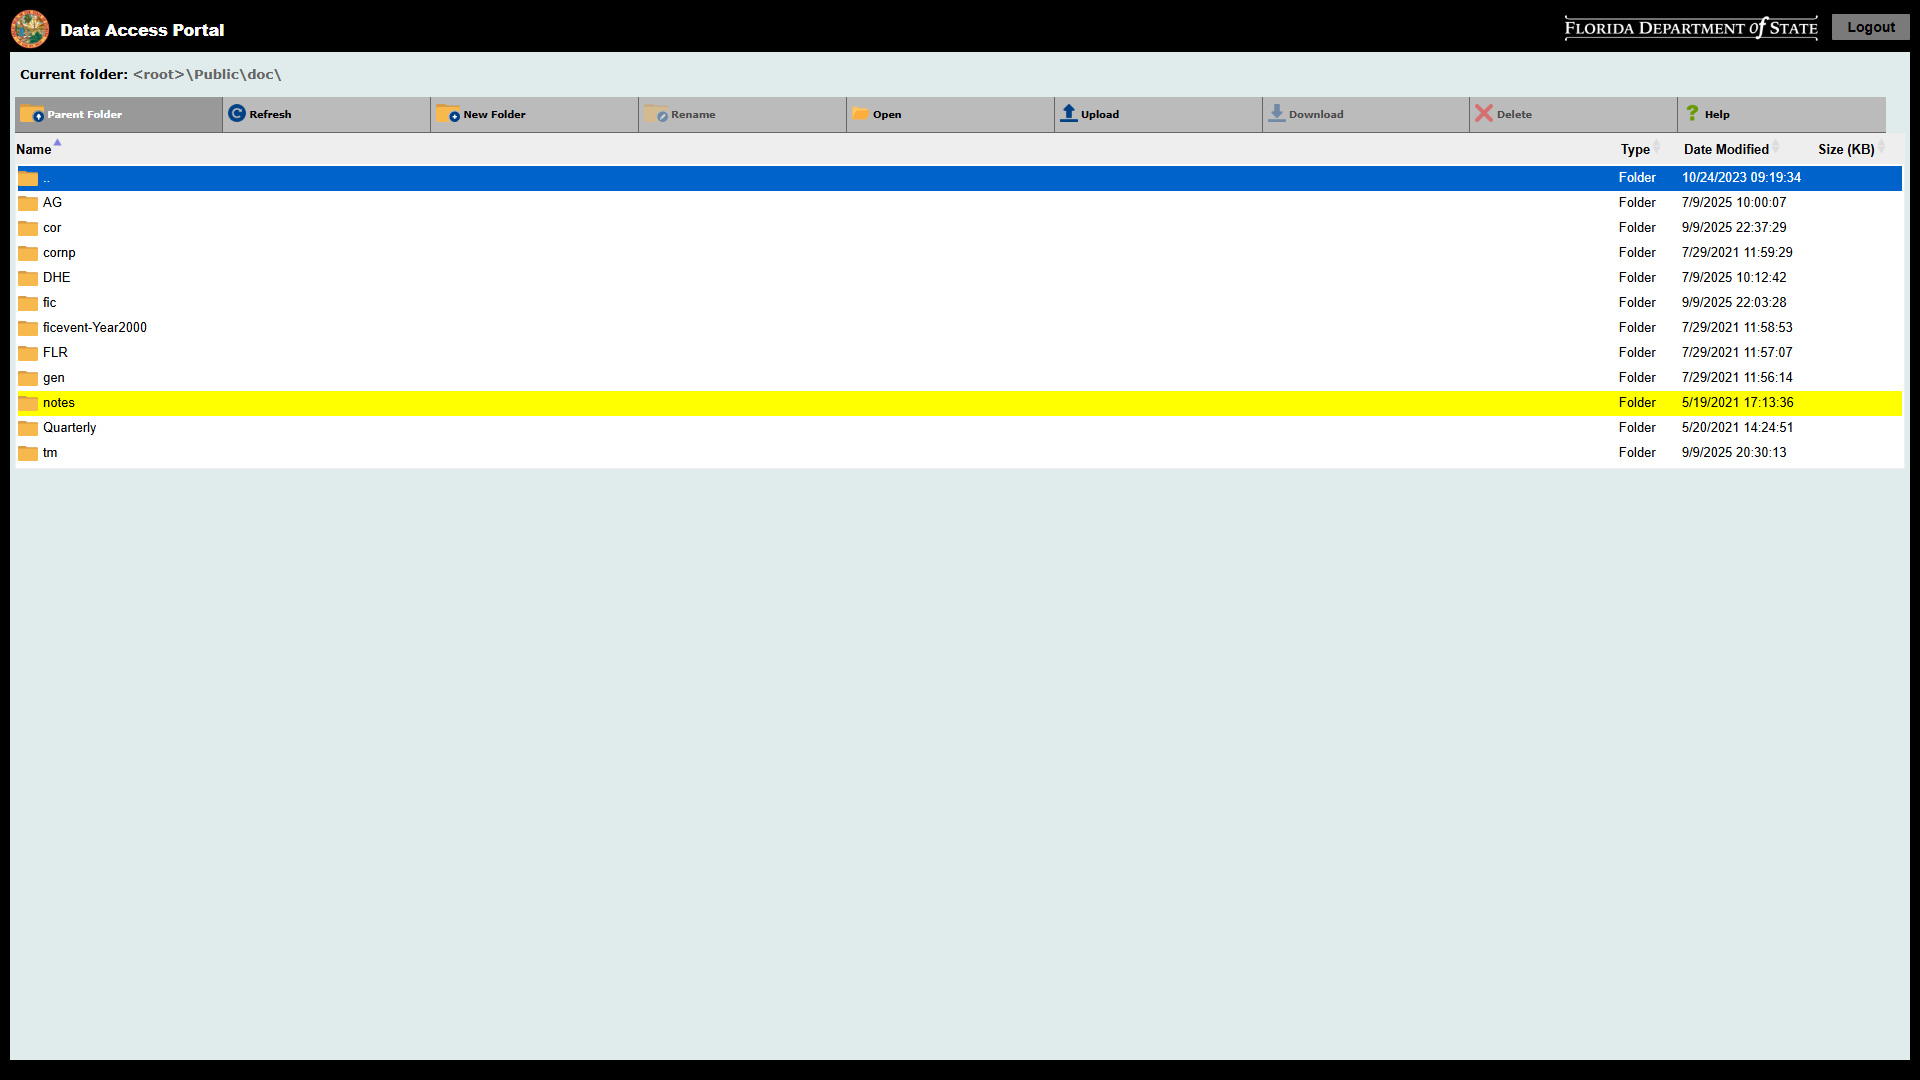 Data Access Portal
FLORIDA DEPARTMENT of STATE
Logout
Current folder: <root>\Public\doc\
Parent Folder Refresh New Folder Rename Open Upload Download Delete Help
Name Type Date Modified Size (KB)
.. Folder 10/24/2023 09:19:34
AG Folder 7/9/2025 10:00:07
cor Folder 9/9/2025 22:37:29
cornp Folder 7/29/2021 11:59:29
DHE Folder 7/9/2025 10:12:42
fic Folder 9/9/2025 22:03:28
ficevent-Year2000 Folder 7/29/2021 11:58:53
FLR Folder 7/29/2021 11:57:07
gen Folder 7/29/2021 11:56:14
notes Folder 5/19/2021 17:13:36
Quarterly Folder 5/20/2021 14:24:51
tm Folder 9/9/2025 20:30:13